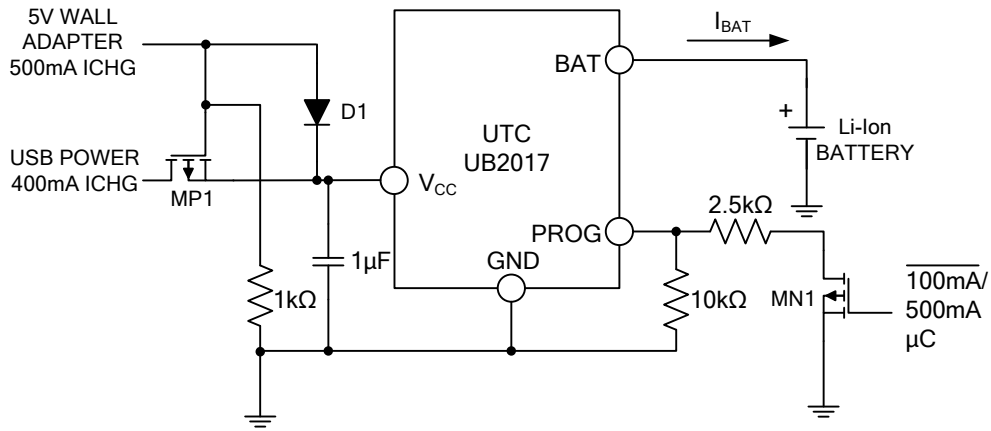 5V WALL
ADAPTER
500mA ICHG
USB POWER
400mA ICHG
MP1
D1
1kΩ
1µF
UTC
UB2017
V_CC
BAT
PROG
GND
I_BAT
+
Li-Ion
BATTERY
2.5kΩ
10kΩ
MN1
100mA/
500mA
µC